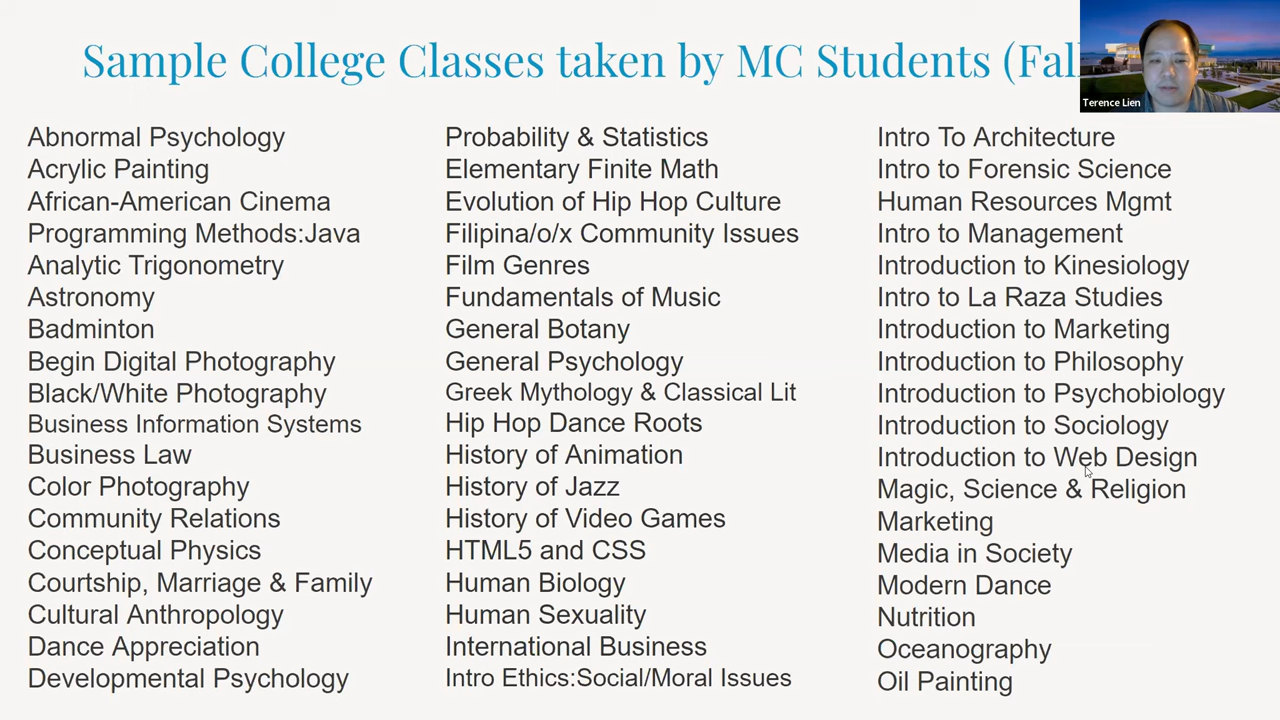 Sample College Classes taken by MC Students (Fal
Terence Lien
Abnormal Psychology
Acrylic Painting
African-American Cinema
Programming Methods:Java
Analytic Trigonometry
Astronomy
Badminton
Begin Digital Photography
Black/White Photography
Business Information Systems
Business Law
Color Photography
Community Relations
Conceptual Physics
Courtship, Marriage & Family
Cultural Anthropology
Dance Appreciation
Developmental Psychology
Probability & Statistics
Elementary Finite Math
Evolution of Hip Hop Culture
Filipina/o/x Community Issues
Film Genres
Fundamentals of Music
General Botany
General Psychology
Greek Mythology & Classical Lit
Hip Hop Dance Roots
History of Animation
History of Jazz
History of Video Games
HTML5 and CSS
Human Biology
Human Sexuality
International Business
Intro Ethics:Social/Moral Issues
Intro To Architecture
Intro to Forensic Science
Human Resources Mgmt
Intro to Management
Introduction to Kinesiology
Intro to La Raza Studies
Introduction to Marketing
Introduction to Philosophy
Introduction to Psychobiology
Introduction to Sociology
Introduction to Web Design
Magic, Science & Religion
Marketing
Media in Society
Modern Dance
Nutrition
Oceanography
Oil Painting